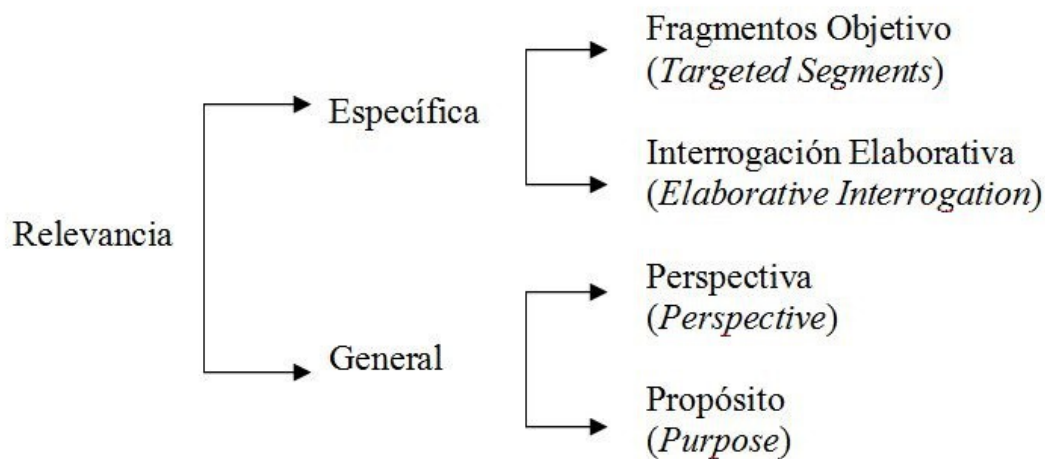 Relevancia
Específica
Fragmentos Objetivo
(Targeted Segments)
Interrogación Elaborativa
(Elaborative Interrogation)
General
Perspectiva
(Perspective)
Propósito
(Purpose)